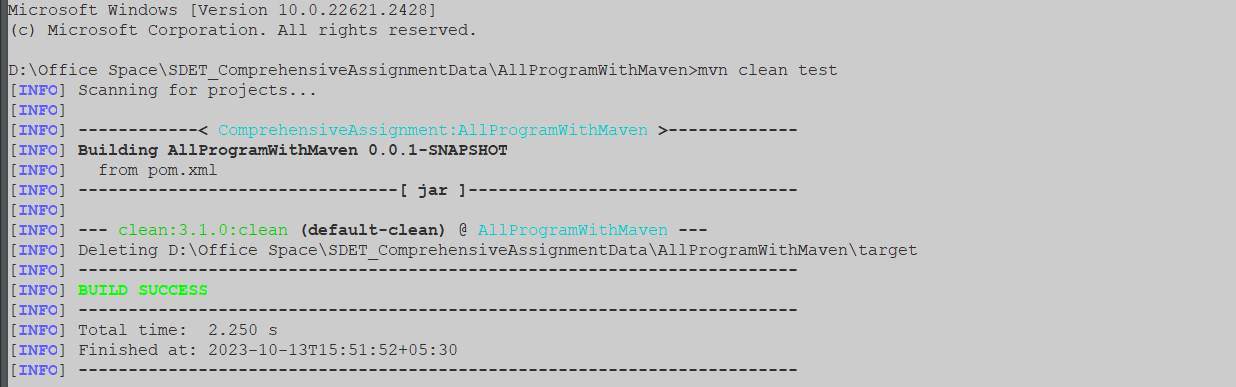 Microsoft Windows [Version 10.0.22621.2428]
(c) Microsoft Corporation. All rights reserved.
D:\Office Space\SDET_ComprehensiveAssignmentData\AllProgramWithMaven>mvn clean test
[INFO] Scanning for projects...
[INFO]
[INFO] ------------< ComprehensiveAssignment:AllProgramWithMaven >-------------
[INFO] Building AllProgramWithMaven 0.0.1-SNAPSHOT
[INFO]   from pom.xml
[INFO] --------------------------------[ jar ]---------------------------------
[INFO]
[INFO] --- clean:3.1.0:clean (default-clean) @ AllProgramWithMaven ---
[INFO] Deleting D:\Office Space\SDET_ComprehensiveAssignmentData\AllProgramWithMaven\target
[INFO] ------------------------------------------------------------------------
[INFO] BUILD SUCCESS
[INFO] ------------------------------------------------------------------------
[INFO] Total time:  2.250 s
[INFO] Finished at: 2023-10-13T15:51:52+05:30
[INFO] ------------------------------------------------------------------------